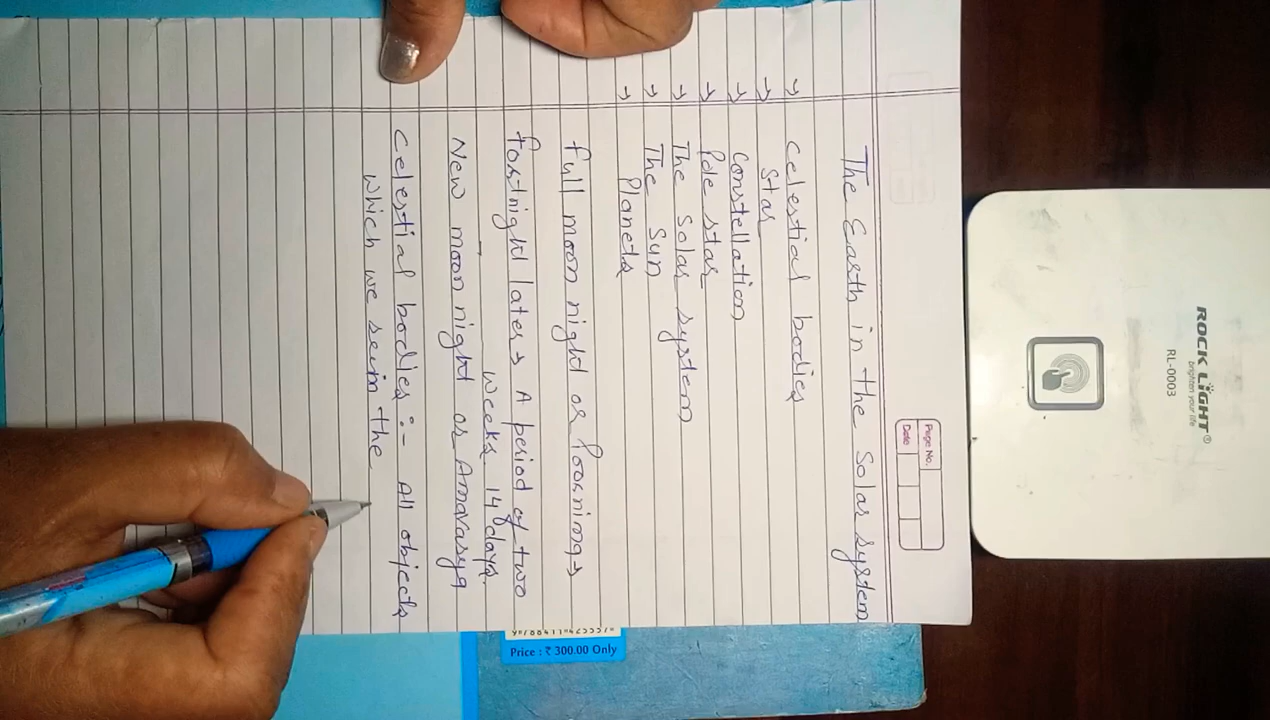 Page No.
Date
The Earth in the Solar system
→ Celestial bodies
→ Star
→ Constellation
→ Pole star
→ The Solar system
→ The Sun
→ Planets
full moon night or Poornima→
fortnight later→ A period of two
weeks 14 days.
New moon night or Amavasya
Celestial bodies :- All objects
which we seein the
ROCK LIGHT®
brighten your life
RL-0003
Price : ₹ 300.00 Only